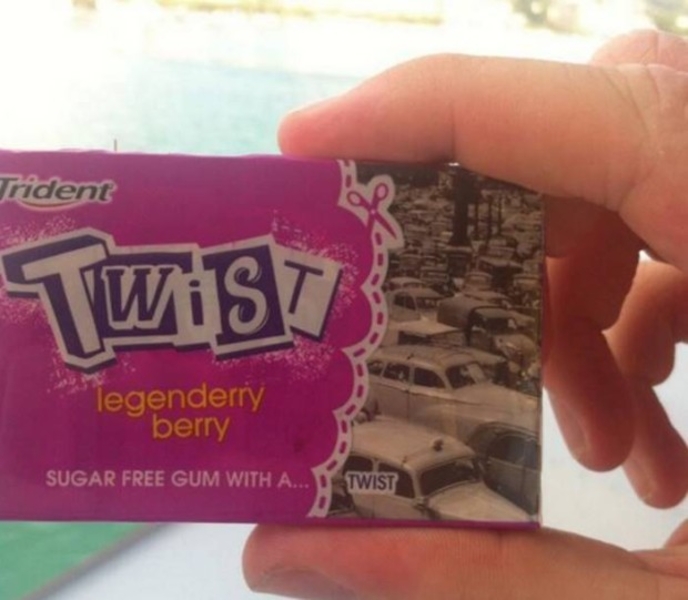 Trident
TWiST
legenderry
berry
SUGAR FREE GUM WITH A... TWIST